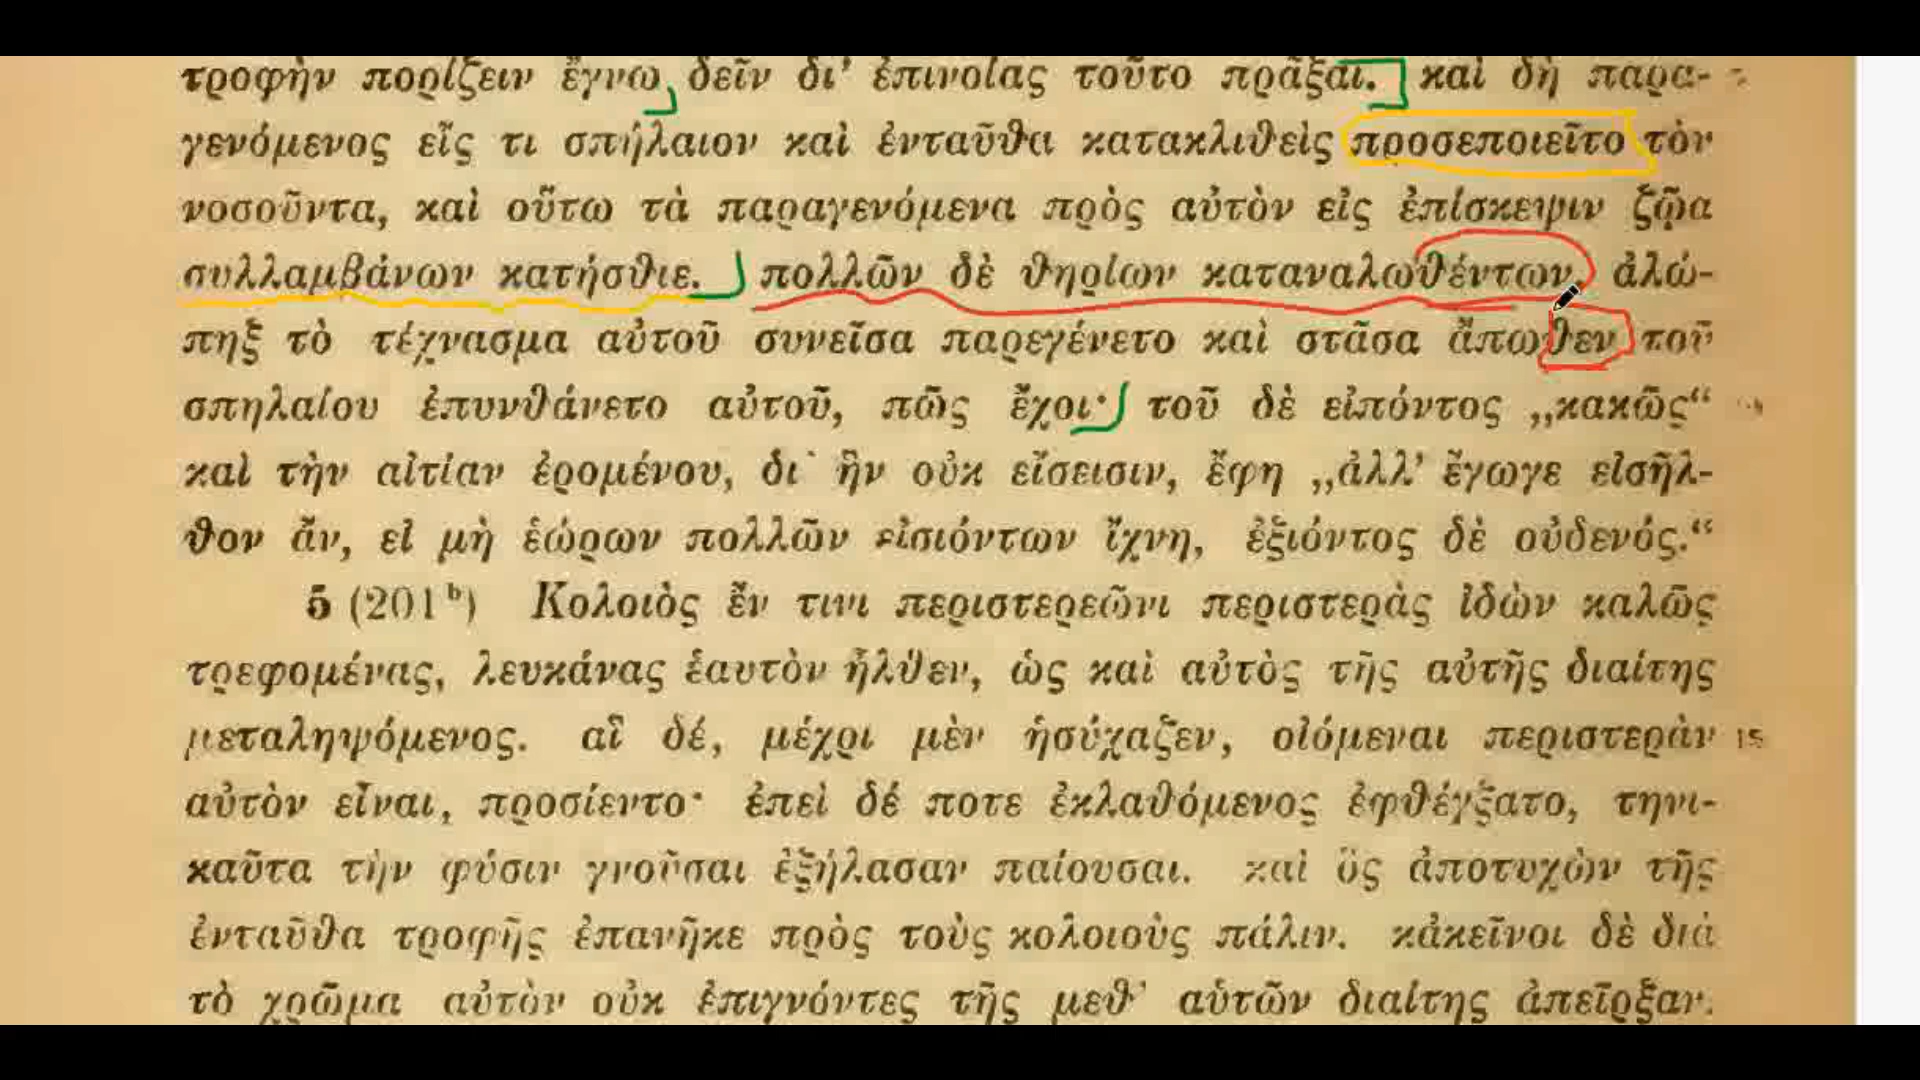 τροφὴν πορίζειν ἔγνω δεῖν δι’ ἐπινοίας τοῦτο πρᾶξαι. καὶ δὴ παρα-
γενόμενος εἴς τι σπήλαιον καὶ ἐνταῦθα κατακλιθεὶς προσεποιεῖτο τὸν
νοσοῦντα, καὶ οὕτω τὰ παραγενόμενα πρὸς αὐτὸν εἰς ἐπίσκεψιν ζῷα
συλλαμβάνων κατήσθιε. πολλῶν δὲ θηρίων καταναλωθέντων, ἀλώ-
πηξ τὸ τέχνασμα αὐτοῦ συνεῖσα παρεγένετο καὶ στᾶσα ἄπωθεν τοῦ
σπηλαίου ἐπυνθάνετο αὐτοῦ, πῶς ἔχοι· τοῦ δὲ εἰπόντος „κακῶς“
καὶ τὴν αἰτίαν ἐρομένου, δι’ ἣν οὐκ εἴσεισιν, ἔφη „ἀλλ’ ἔγωγε εἰσῆλ-
θον ἄν, εἰ μὴ ἑώρων πολλῶν εἰσιόντων ἴχνη, ἐξιόντος δὲ οὐδενός.“
5 (201ᵇ) Κολοιὸς ἔν τινι περιστερεῶνι περιστερὰς ἰδὼν καλῶς
τρεφομένας, λευκάνας ἑαυτὸν ἦλθεν, ὡς καὶ αὐτὸς τῆς αὐτῆς διαίτης
μεταληψόμενος. αἳ δέ, μέχρι μὲν ἡσύχαζεν, οἰόμεναι περιστερὰν 15
αὐτὸν εἶναι, προσίεντο· ἐπεὶ δέ ποτε ἐκλαθόμενος ἐφθέγξατο, τηνι-
καῦτα τὴν φύσιν γνοῦσαι ἐξήλασαν παίουσαι. καὶ ὃς ἀποτυχὼν τῆς
ἐνταῦθα τροφῆς ἐπανῆκε πρὸς τοὺς κολοιοὺς πάλιν. κἀκεῖνοι δὲ διὰ
τὸ χρῶμα αὐτὸν οὐκ ἐπιγνόντες τῆς μεθ’ αὑτῶν διαίτης ἀπεῖρξαν.